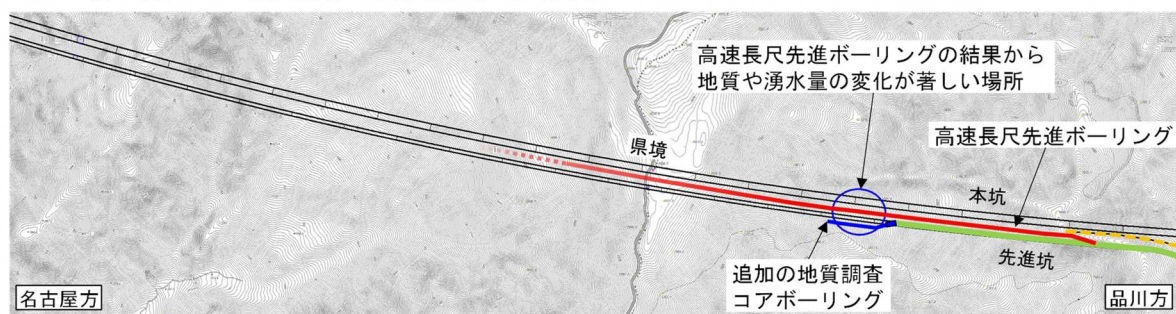 高速長尺先進ボーリングの結果から
地質や湧水量の変化が著しい場所
高速長尺先進ボーリング
県境
本坑
先進坑
追加の地質調査
コアボーリング
名古屋方
品川方